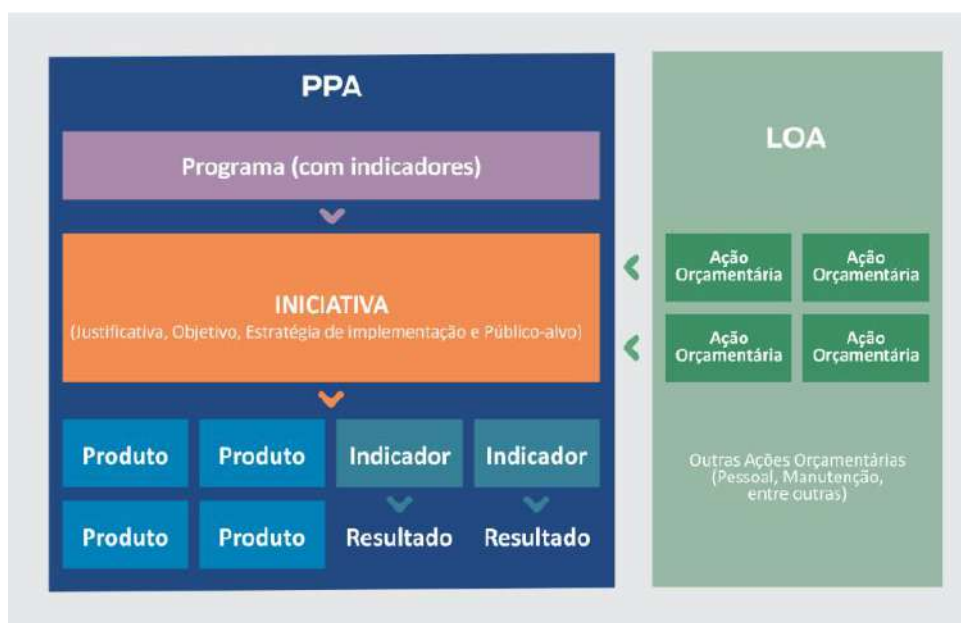 PPA
Programa (com indicadores)
INICIATIVA
(Justificativa, Objetivo, Estratégia de implementação e Público-alvo)
Produto
Produto
Indicador
Indicador
Produto
Produto
Resultado
Resultado
LOA
Ação
Orçamentária
Ação
Orçamentária
Ação
Orçamentária
Ação
Orçamentária
Outras Ações Orçamentárias
(Pessoal, Manutenção,
entre outras)